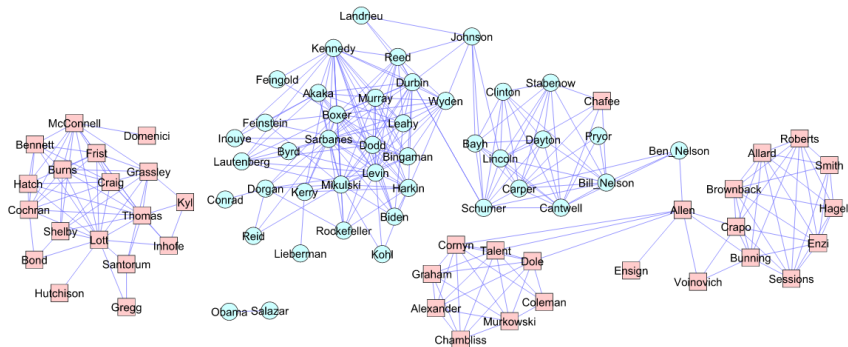 Landrieu
Johnson
Kennedy
Reed
Feingold
Durbin
Akaka
Murray
Wyden
Clinton
Stabenow
Chafee
Boxer
Feinstein
Leahy
Inouye
Sarbanes
Byrd
Dodd
Bingaman
Lautenberg
Levin
Bayh
Dayton
Pryor
Lincoln
Ben_Nelson
Conrad
Dorgan
Kerry
Mikulski
Harkin
Carper
Bill_Nelson
Biden
Schumer
Cantwell
Reid
Rockefeller
Lieberman
Kohl
Obama
Salazar
McConnell
Domenici
Bennett
Frist
Burns
Grassley
Hatch
Craig
Kyl
Cochran
Thomas
Shelby
Lott
Inhofe
Bond
Santorum
Hutchison
Gregg
Roberts
Allard
Smith
Brownback
Hagel
Allen
Crapo
Enzi
Bunning
Ensign
Voinovich
Sessions
Cornyn
Talent
Dole
Graham
Alexander
Coleman
Murkowski
Chambliss